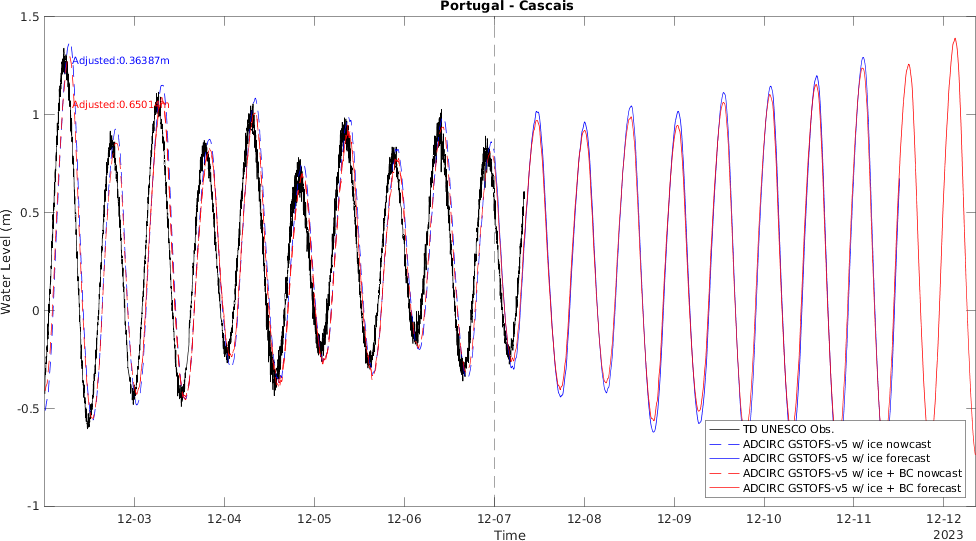 Portugal - Cascais
1.5
Adjusted:0.36387m
Adjusted:0.6501 m
1
0.5
0
-0.5
-1
Water Level (m)
TD UNESCO Obs.
ADCIRC GSTOFS-v5 w/ ice nowcast
ADCIRC GSTOFS-v5 w/ ice forecast
ADCIRC GSTOFS-v5 w/ ice + BC nowcast
ADCIRC GSTOFS-v5 w/ ice + BC forecast
12-03 12-04 12-05 12-06 12-07 12-08 12-09 12-10 12-11 12-12
Time
2023